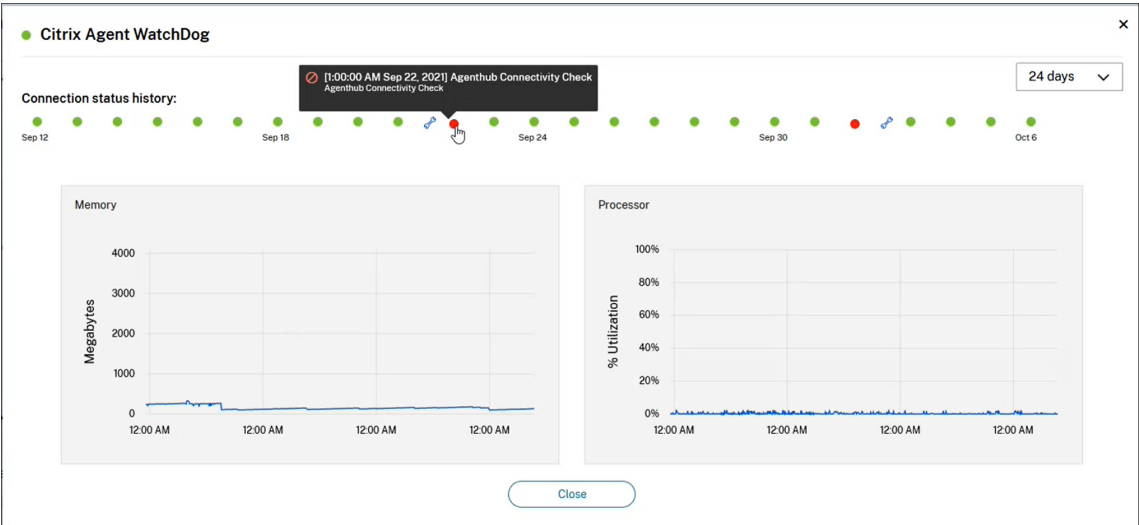 Citrix Agent WatchDog
[1:00:00 AM Sep 22, 2021] Agenthub Connectivity Check
Agenthub Connectivity Check
24 days
Connection status history:
Sep 12
Sep 18
Sep 24
Sep 30
Oct 6
Memory
Megabytes
4000
3000
2000
1000
0
12:00 AM
12:00 AM
12:00 AM
12:00 AM
Processor
% Utilization
100%
80%
60%
40%
20%
0%
12:00 AM
12:00 AM
12:00 AM
12:00 AM
Close